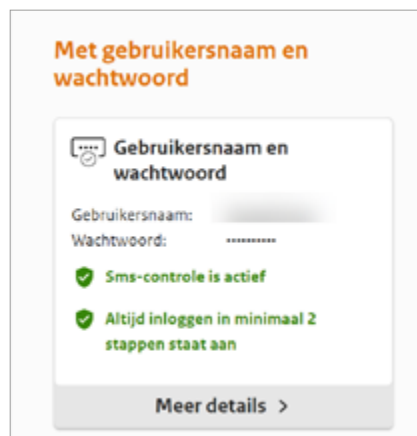 Met gebruikersnaam en
wachtwoord
Gebruikersnaam en
wachtwoord
Gebruikersnaam:
Wachtwoord: ••••••••••
Sms-controle is actief
Altijd inloggen in minimaal 2
stappen staat aan
Meer details >